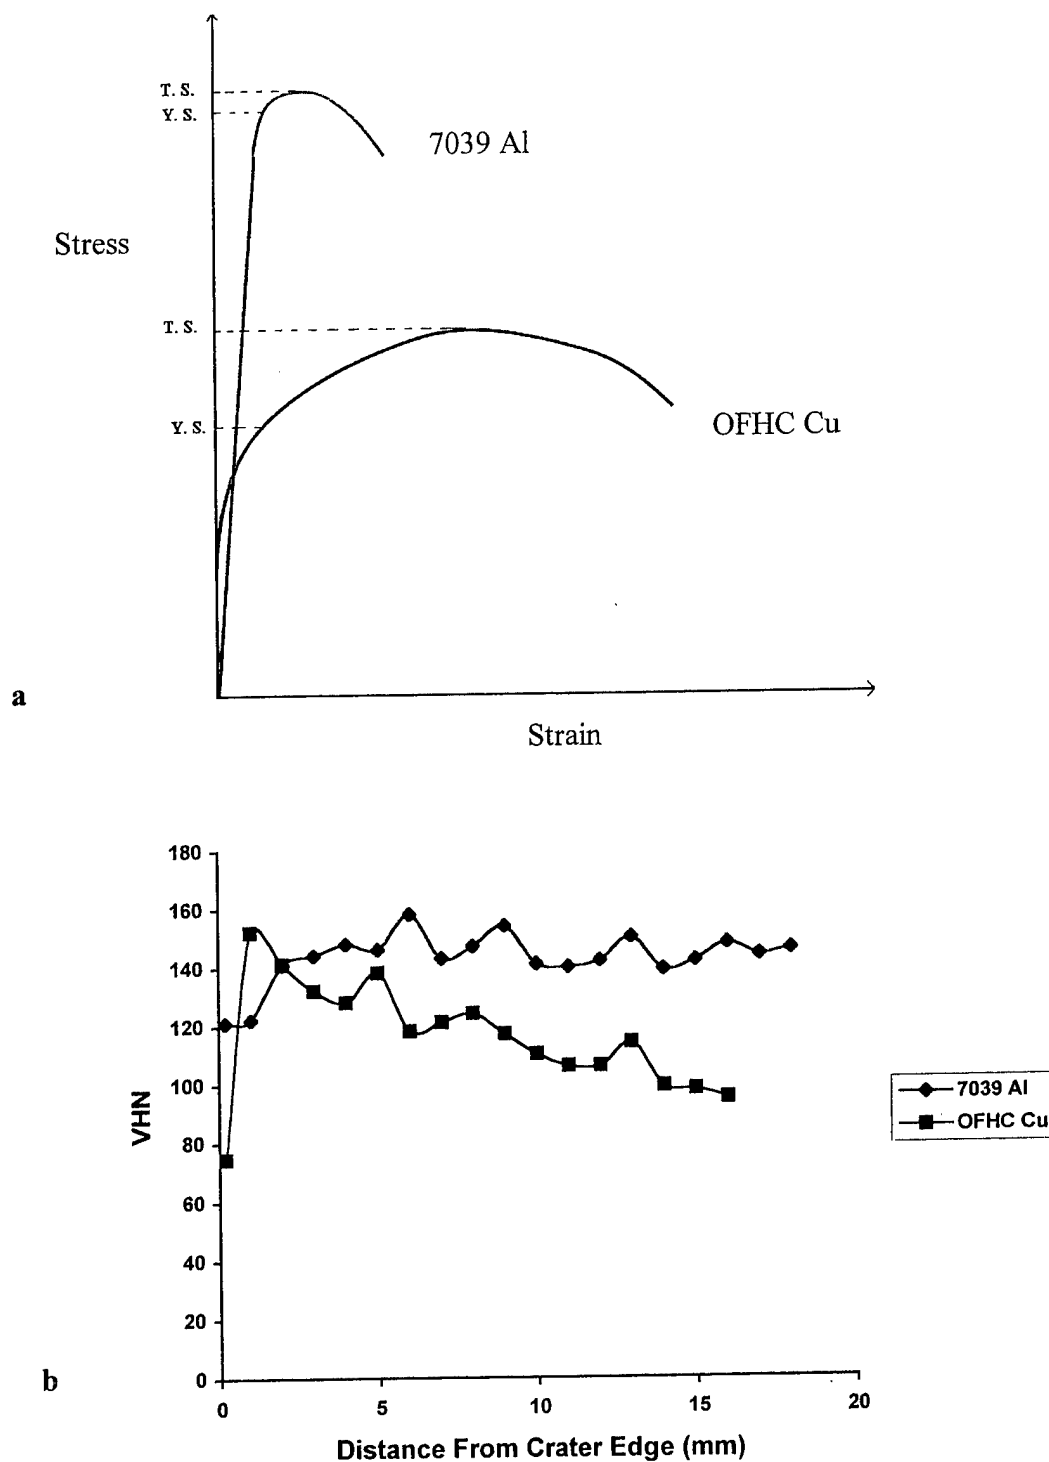 T. S.
Y. S.
7039 Al
Stress
T. S.
Y. S.
OFHC Cu
a
Strain
180
160
140
120
100
80
60
40
20
0
VHN
7039 Al
OFHC Cu
b
0 5 10 15 20
Distance From Crater Edge (mm)